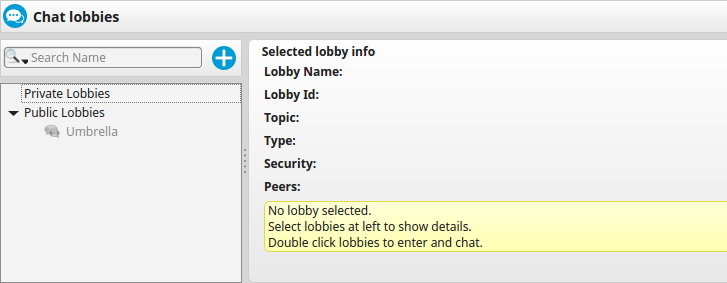 Chat lobbies
Search Name
Private Lobbies
Public Lobbies
Umbrella
Selected lobby info
Lobby Name:
Lobby Id:
Topic:
Type:
Security:
Peers:
No lobby selected.
Select lobbies at left to show details.
Double click lobbies to enter and chat.